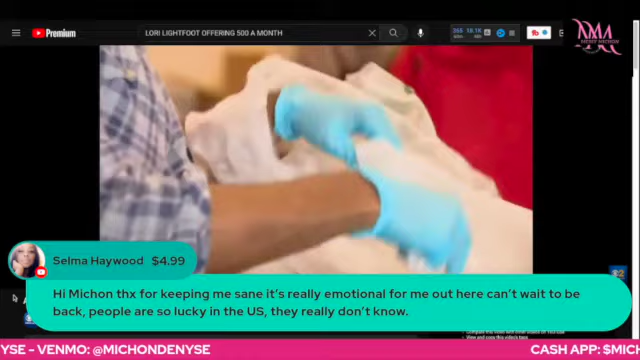 Premium
LORI LIGHTFOOT OFFERING 500 A MONTH
Selma Haywood $4.99
Hi Michon thx for keeping me sane it's really emotional for me out here can't wait to be
back, people are so lucky in the US, they really don't know.
YSE - VENMO: @MICHONDENYSE CASH APP: $MICH